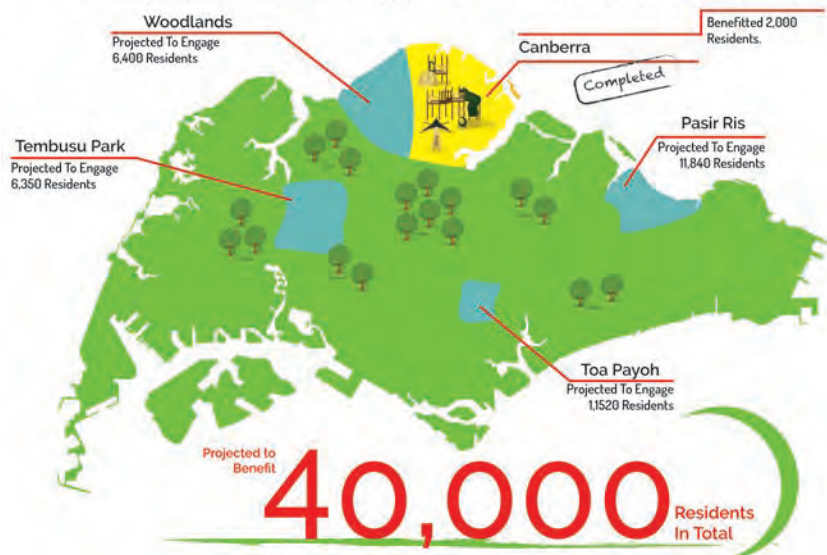 Woodlands
Projected To Engage
6,400 Residents
Benefitted 2,000
Residents.
Canberra
Completed
Pasir Ris
Projected To Engage
11,840 Residents
Tembusu Park
Projected To Engage
6,350 Residents
Toa Payoh
Projected To Engage
1,1520 Residents
Projected to
Benefit
40,000
Residents
In Total